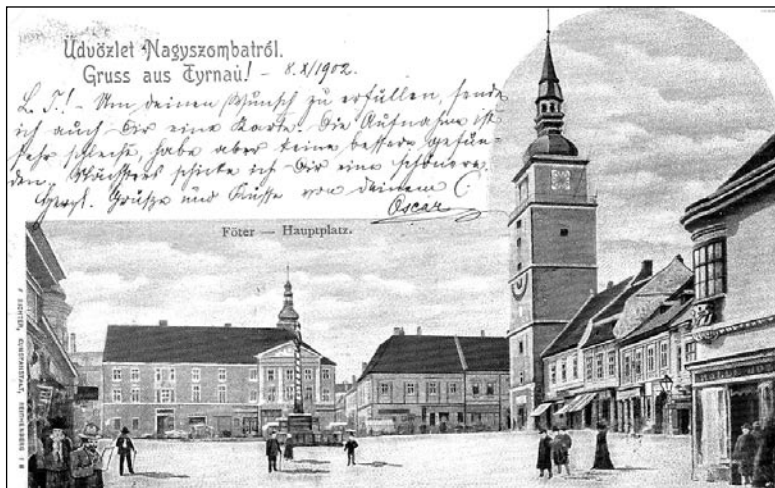 Üdvözlet Nagyszombatról.
Gruss aus Tyrnau! - 8.X/1902.
L. T.! - Um deinen Wunsch zu erfüllen, sende
ich auch Dir eine Karte. Die Aufnahme ist
sehr schlecht, habe aber keine bessere gefun-
den. Nächstens schicke ich Dir eine schönere.
Herzl. Grüsse und Küsse von deinem
Oscar
Főter — Hauptplatz.